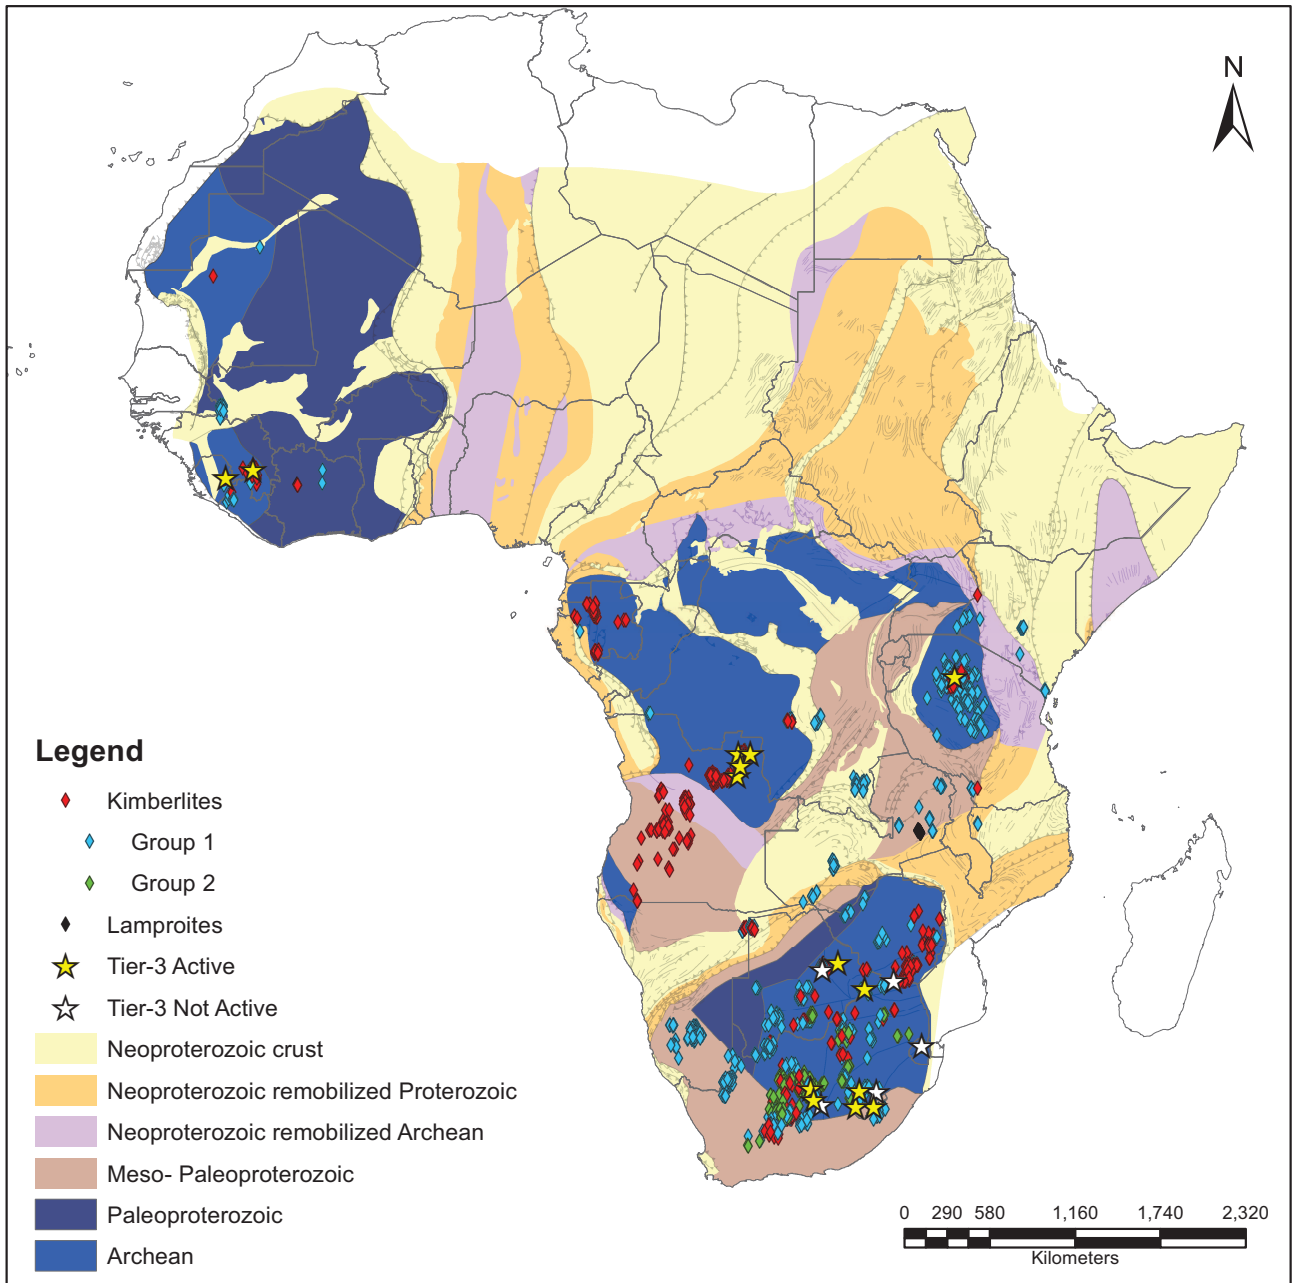 N
Legend
Kimberlites
Group 1
Group 2
Lamproites
Tier-3 Active
Tier-3 Not Active
Neoproterozoic crust
Neoproterozoic remobilized Proterozoic
Neoproterozoic remobilized Archean
Meso- Paleoproterozoic
Paleoproterozoic
Archean
0 290 580 1,160 1,740 2,320
Kilometers